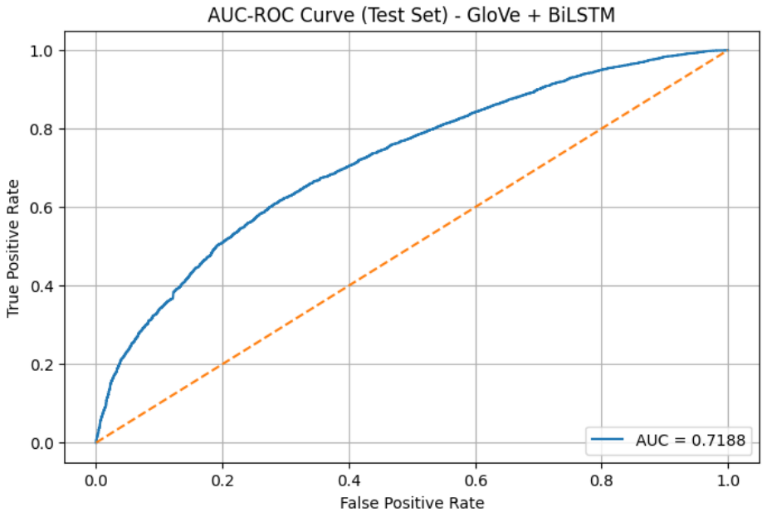 AUC-ROC Curve (Test Set) - GloVe + BiLSTM
True Positive Rate
1.0
0.8
0.6
0.4
0.2
0.0
AUC = 0.7188
0.0 0.2 0.4 0.6 0.8 1.0
False Positive Rate